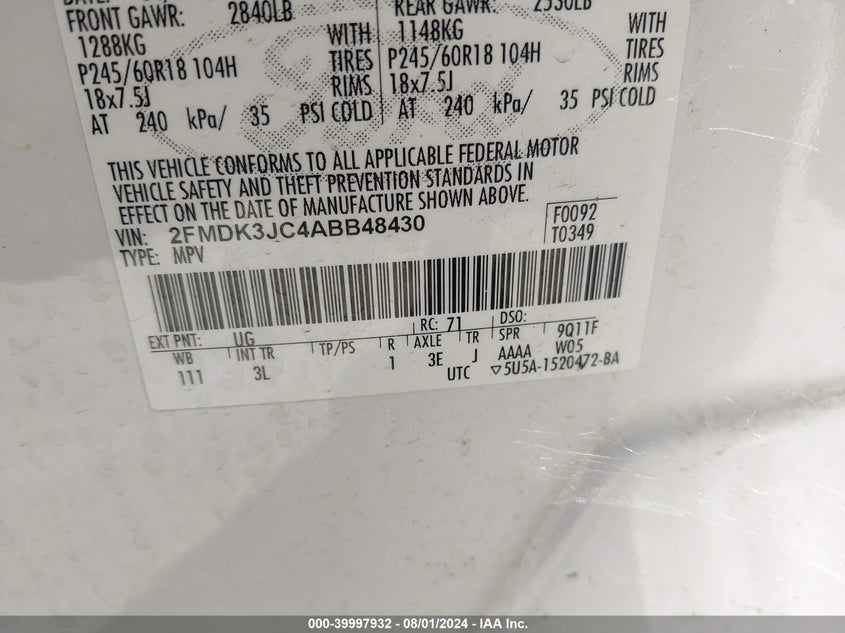 FRONT GAWR: 2840LB REAR GAWR: 2530LB
1288KG WITH 1148KG WITH
P245/60R18 104H TIRES P245/60R18 104H TIRES
18x7.5J RIMS 18x7.5J RIMS
AT 240 kPa/ 35 PSI COLD AT 240 kPa/ 35 PSI COLD
THIS VEHICLE CONFORMS TO ALL APPLICABLE FEDERAL MOTOR
VEHICLE SAFETY AND THEFT PREVENTION STANDARDS IN
EFFECT ON THE DATE OF MANUFACTURE SHOWN ABOVE.
VIN: 2FMDK3JC4ABB48430 F0092
TYPE: MPV T0349
EXT PNT: UG RC: 71 DSO:
WB INT TR TP/PS R AXLE TR SPR 9Q11F
111 3L 1 3E J AAAA W05
UTC ▽5U5A-1520472-BA
000-39997932 - 08/01/2024 - IAA Inc.